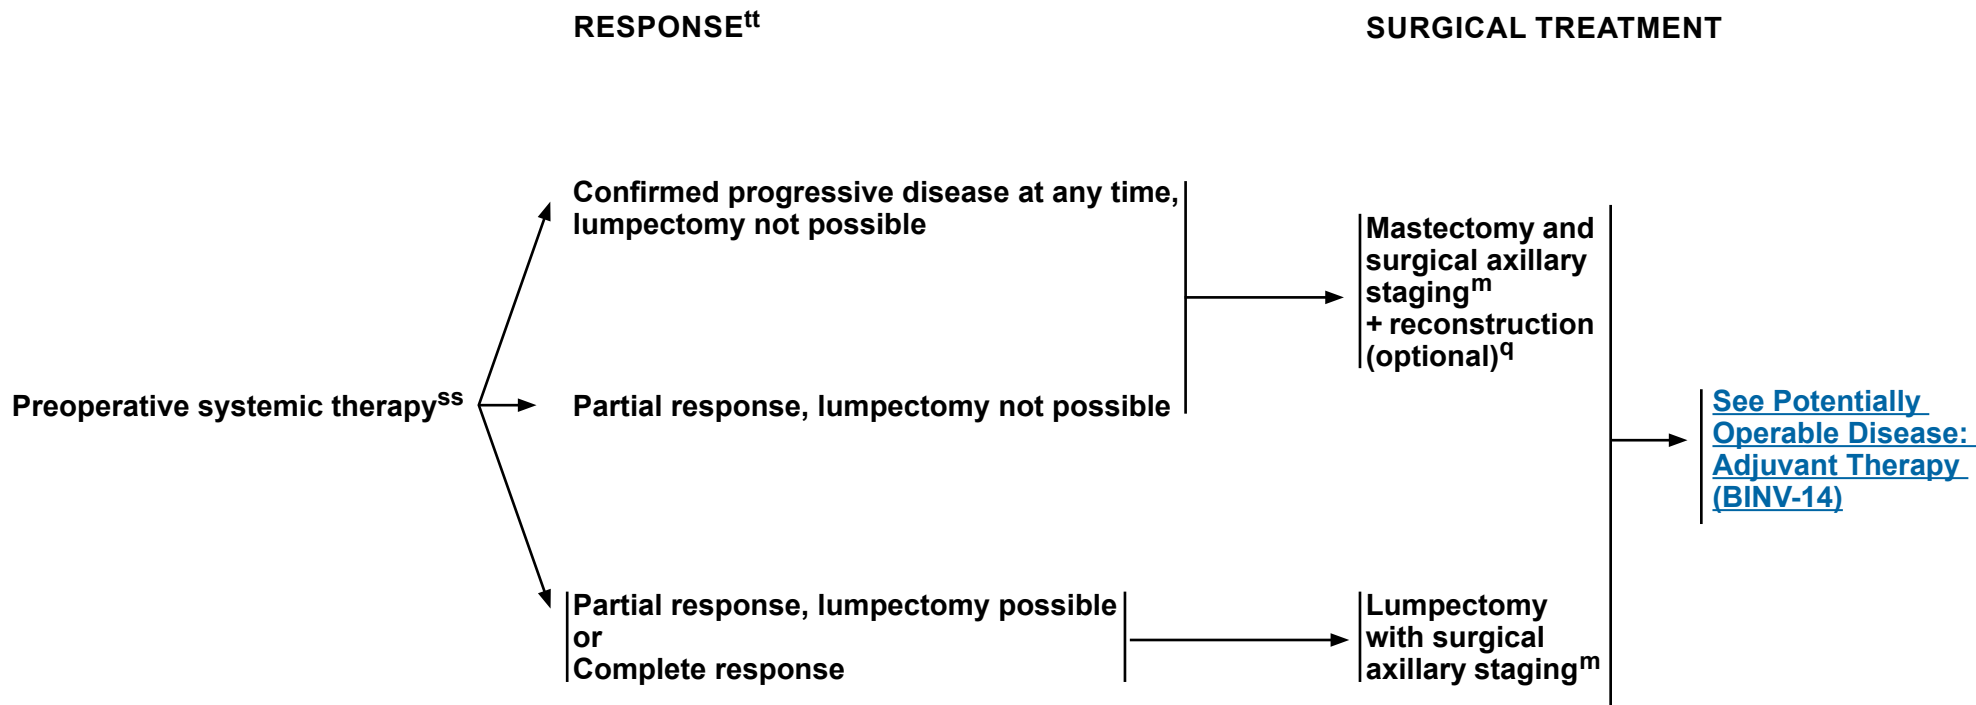 RESPONSEtt
SURGICAL TREATMENT
Confirmed progressive disease at any time,
lumpectomy not possible
Mastectomy and
surgical axillary
stagingm
+ reconstruction
(optional)q
Preoperative systemic therapyss
Partial response, lumpectomy not possible
See Potentially
Operable Disease:
Adjuvant Therapy
(BINV-14)
Partial response, lumpectomy possible
or
Complete response
Lumpectomy
with surgical
axillary stagingm